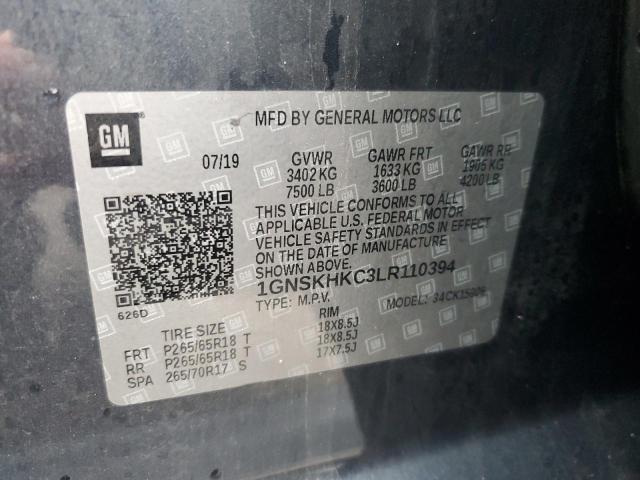 GM
MFD BY GENERAL MOTORS LLC
07/19 GVWR GAWR FRT GAWR RR
3402 KG 1633 KG 1905 KG
7500 LB 3600 LB 4200 LB
THIS VEHICLE CONFORMS TO ALL
APPLICABLE U.S. FEDERAL MOTOR
VEHICLE SAFETY STANDARDS IN EFFECT
ON THE DATE OF MANUFACTURE
SHOWN ABOVE.
1GNSKHKC3LR110394
TYPE: M.P.V. MODEL:
626D
TIRE SIZE RIM
FRT P265/65R18 T 18X8.5J
RR P265/65R18 T 18X8.5J
SPA 265/70R17 S 17X7.5J